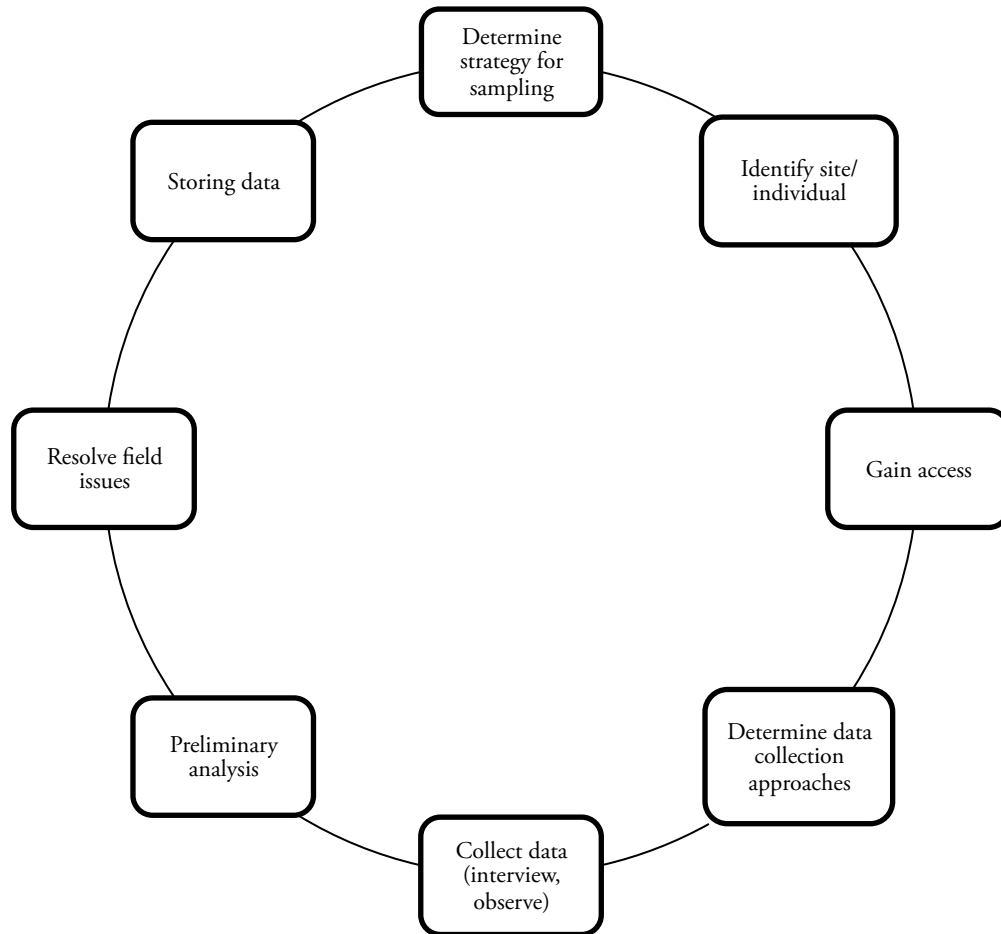 Determine
strategy for
sampling
Identify site/
individual
Gain access
Determine data
collection
approaches
Collect data
(interview,
observe)
Preliminary
analysis
Resolve field
issues
Storing data